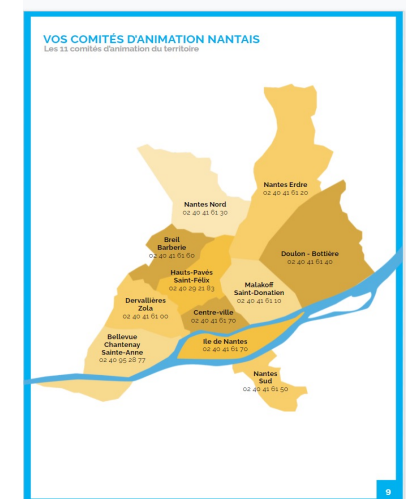 VOS COMITÉS D'ANIMATION NANTAIS
Les 11 comités d'animation du territoire
Nantes Erdre
02 40 41 61 20
Nantes Nord
02 40 41 61 30
Breil
Barberie
02 40 41 61 60
Doulon - Bottière
02 40 41 61 40
Hauts-Pavés
Saint-Félix
02 40 29 21 83
Malakoff
Saint-Donatien
02 40 41 61 10
Dervallières
Zola
02 40 41 61 00
Centre-ville
02 40 41 61 70
Bellevue
Chantenay
Sainte-Anne
02 40 95 28 77
Ile de Nantes
02 40 41 61 70
Nantes
Sud
02 40 41 61 50
9